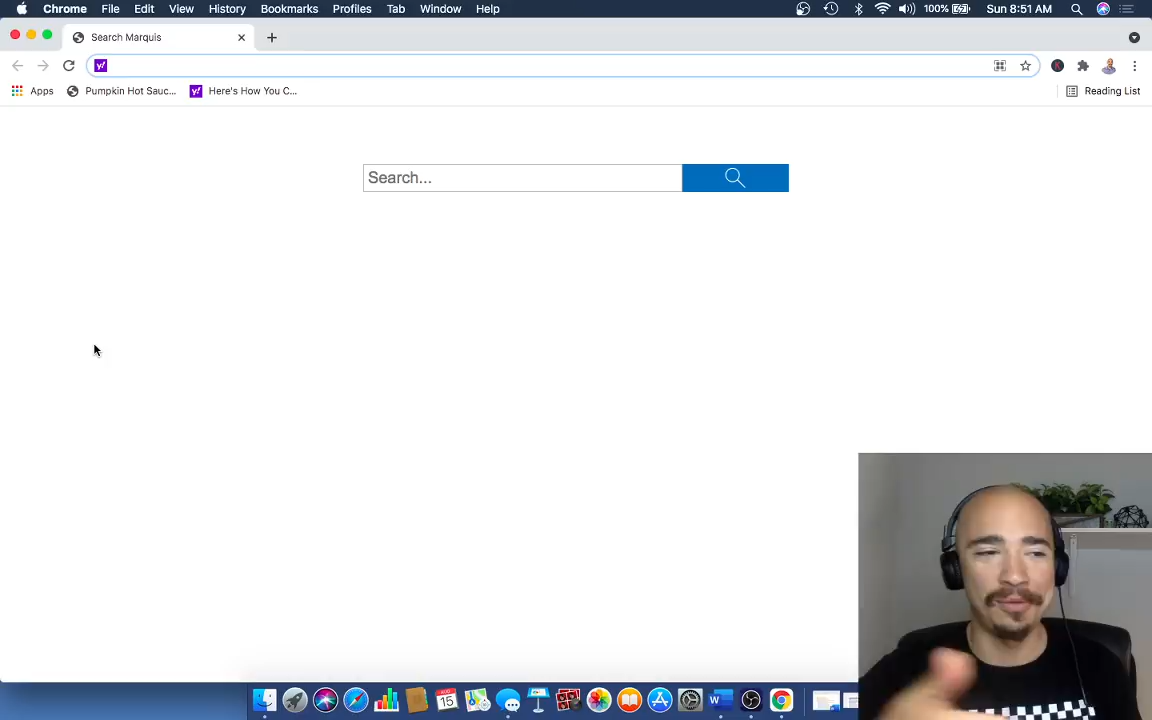 Chrome File Edit View History Bookmarks Profiles Tab Window Help 100% Sun 8:51 AM
Search Marquis
y!
Apps Pumpkin Hot Sauc... y! Here's How You C... Reading List
Search...